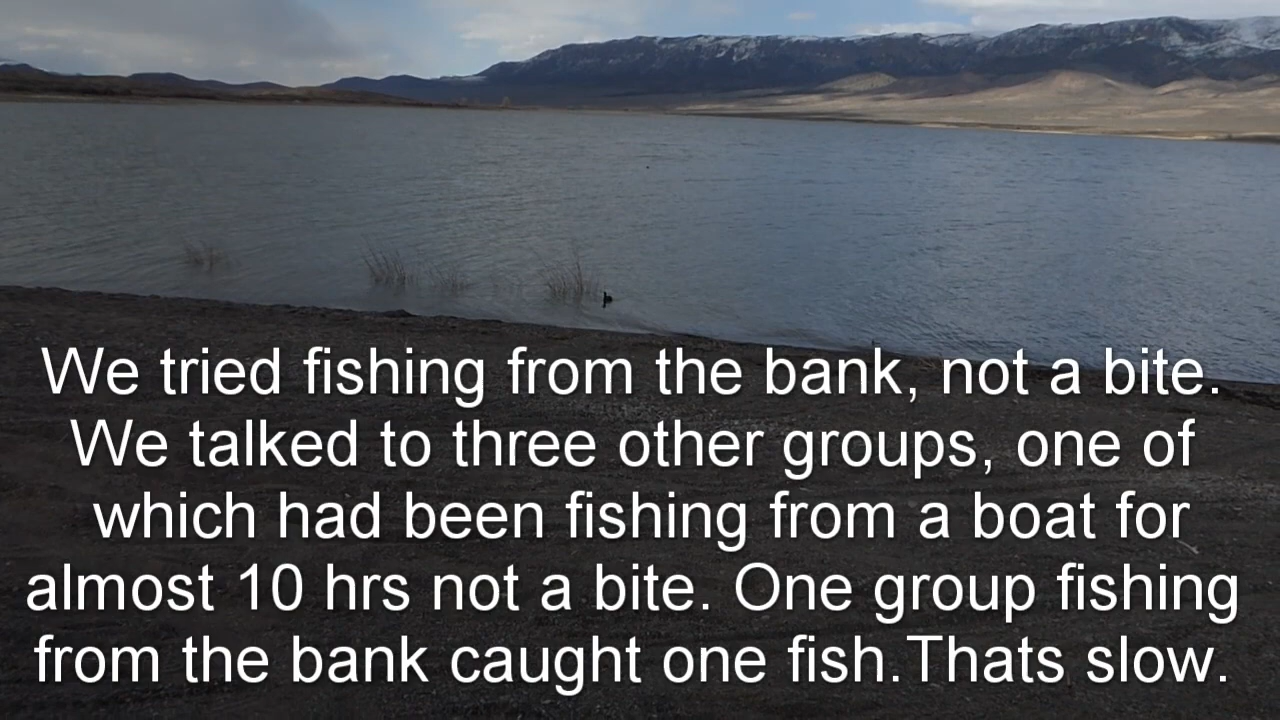 We tried fishing from the bank, not a bite.
We talked to three other groups, one of
which had been fishing from a boat for
almost 10 hrs not a bite. One group fishing
from the bank caught one fish.Thats slow.